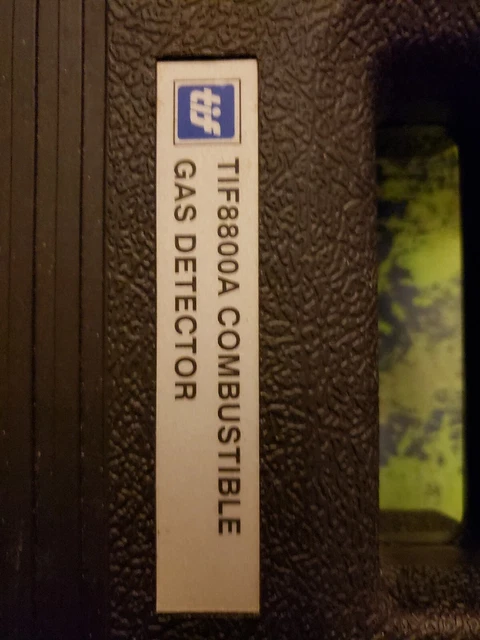 tif
TIF8800A COMBUSTIBLE
GAS DETECTOR